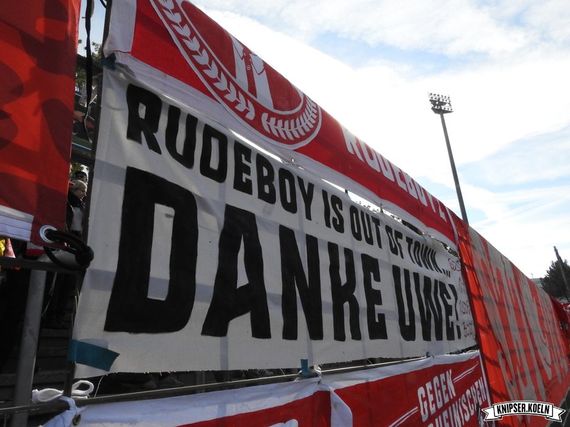 RUDEBOY
RUDEBOY IS OUT OF TOWN...
DANKE UWE!
GEGEN
KNIPSER.KOELN